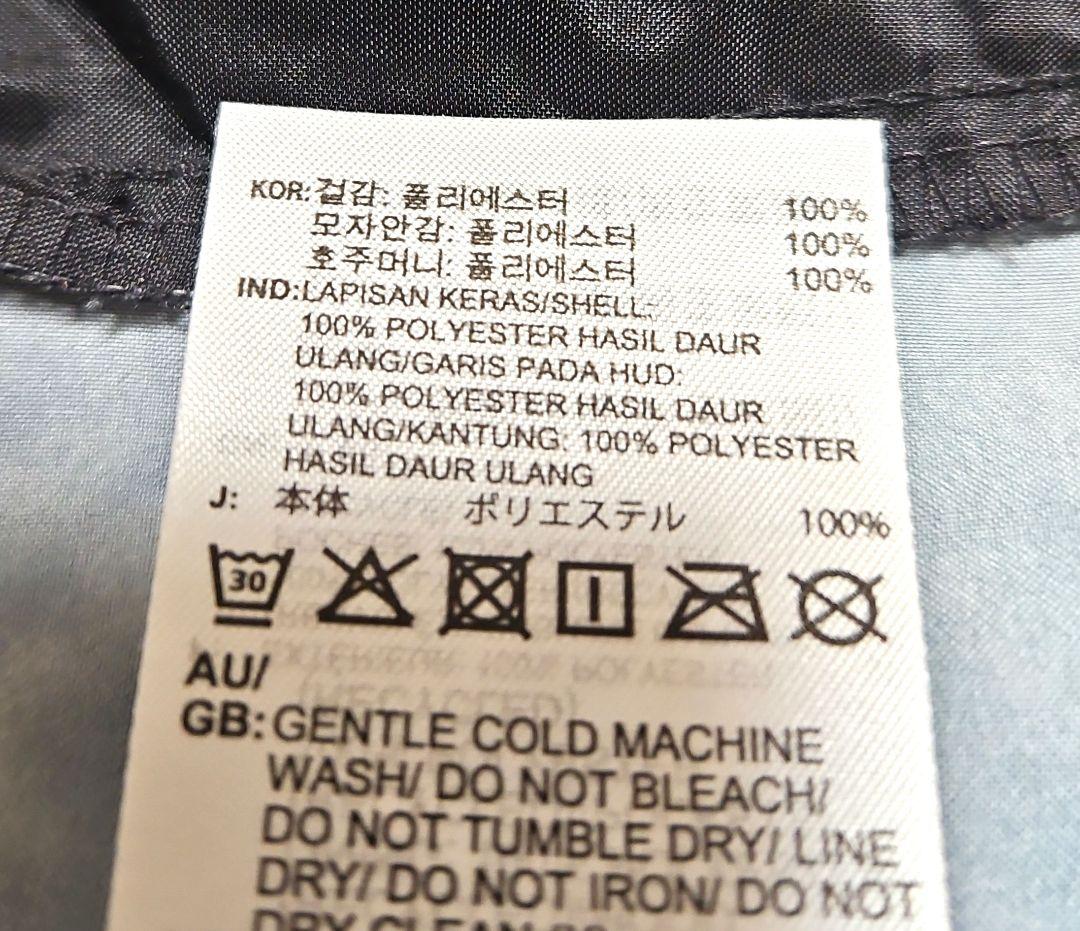 KOR: 겉감: 폴리에스터 100%
모자안감: 폴리에스터 100%
호주머니: 폴리에스터 100%
IND: LAPISAN KERAS/SHELL:
100% POLYESTER HASIL DAUR
ULANG/GARIS PADA HUD:
100% POLYESTER HASIL DAUR
ULANG/KANTUNG: 100% POLYESTER
HASIL DAUR ULANG
J: 本体 ポリエステル 100%
30
AU/
GB: GENTLE COLD MACHINE
WASH/ DO NOT BLEACH/
DO NOT TUMBLE DRY/ LINE
DRY/ DO NOT IRON/ DO NOT
DRY CLEAN